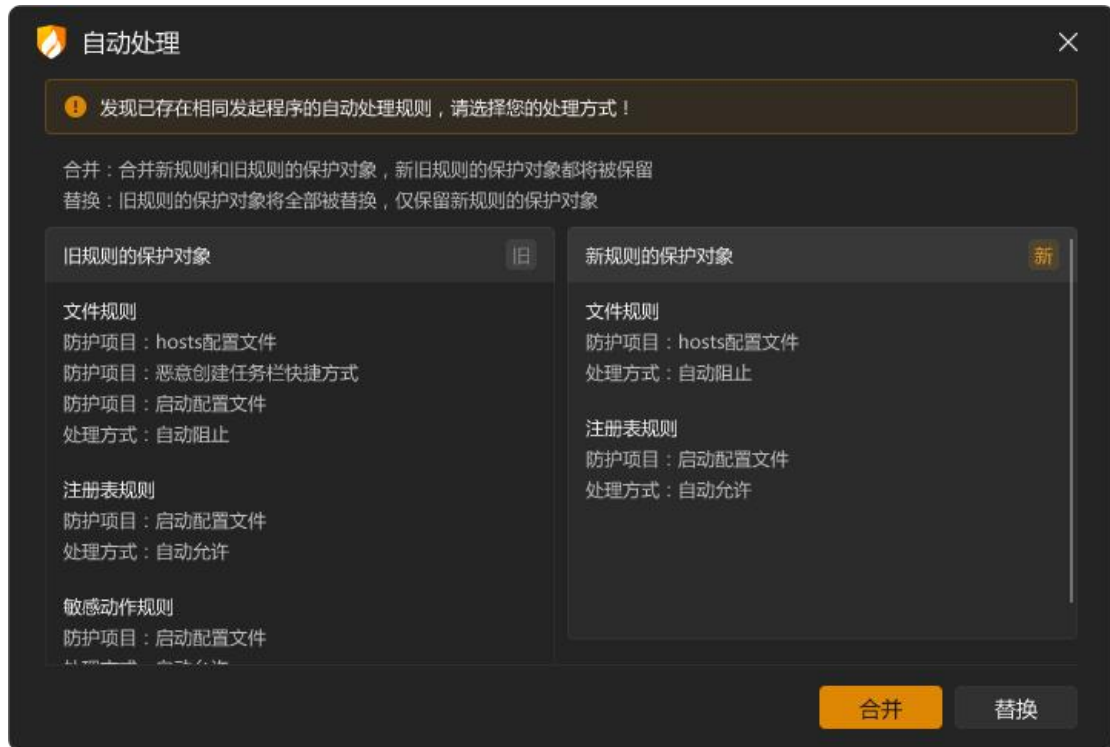 自动处理
发现已存在相同发起程序的自动处理规则，请选择您的处理方式！
合并：合并新规则和旧规则的保护对象，新旧规则的保护对象都将被保留
替换：旧规则的保护对象将全部被替换，仅保留新规则的保护对象
旧规则的保护对象 旧
文件规则
防护项目：hosts配置文件
防护项目：恶意创建任务栏快捷方式
防护项目：启动配置文件
处理方式：自动阻止
注册表规则
防护项目：启动配置文件
处理方式：自动允许
敏感动作规则
防护项目：启动配置文件
新规则的保护对象 新
文件规则
防护项目：hosts配置文件
处理方式：自动阻止
注册表规则
防护项目：启动配置文件
处理方式：自动允许
合并
替换